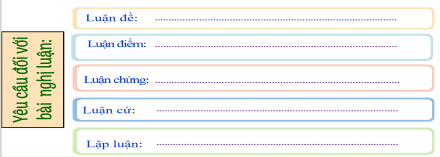 Yêu cầu đối với
bài nghị luận:
Luận đề: ....................................................................
Luận điểm: ....................................................................
Luận chứng: ....................................................................
Luận cứ: ....................................................................
Lập luận: ....................................................................